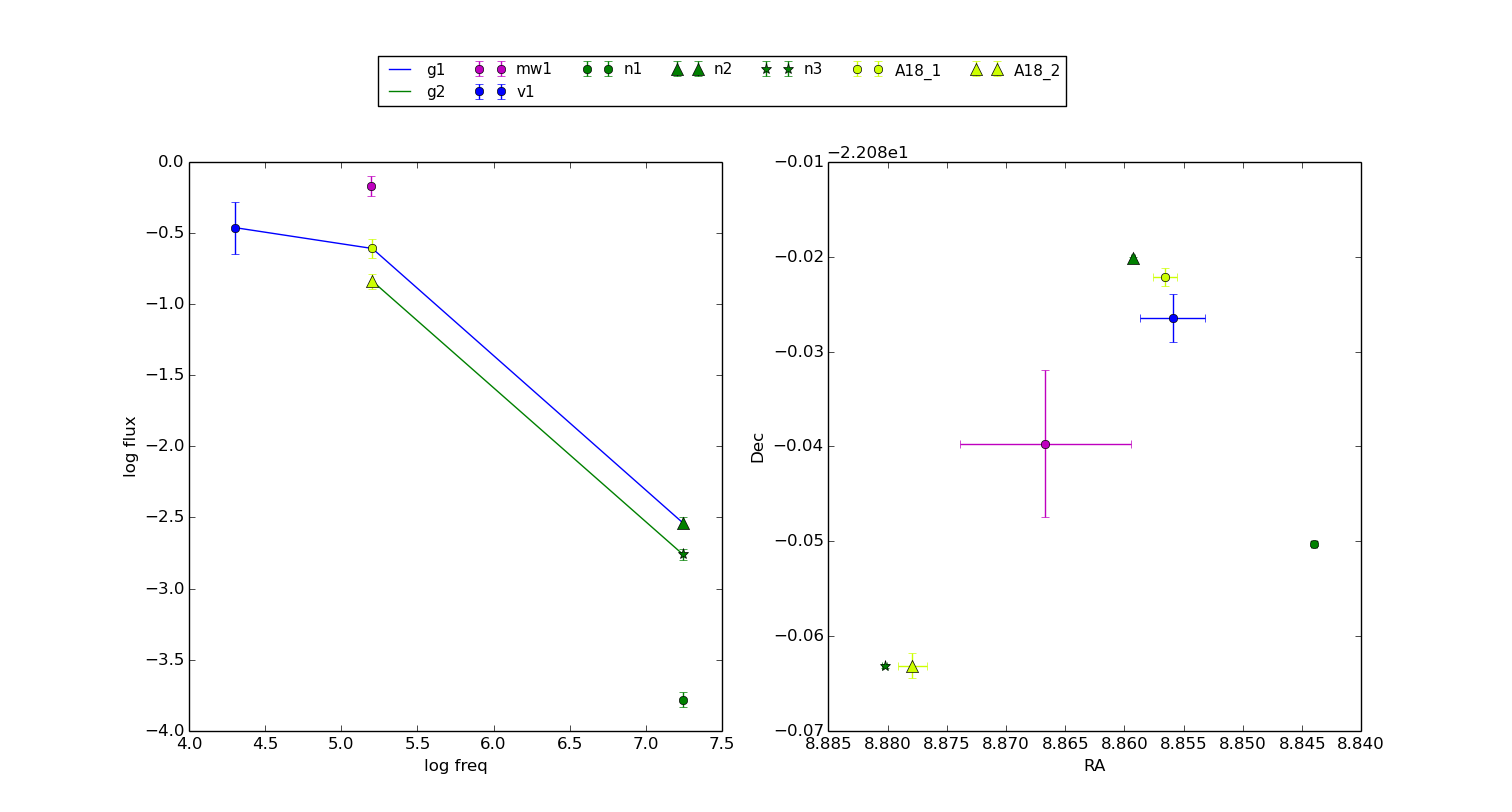 g1 mw1 n1 n2 n3 A18_1 A18_2
g2 v1
0.0
−0.5
−1.0
−1.5
−2.0
−2.5
−3.0
−3.5
−4.0
log flux
4.0 4.5 5.0 5.5 6.0 6.5 7.0 7.5
log freq
−2.208e1
−0.01
−0.02
−0.03
−0.04
−0.05
−0.06
−0.07
Dec
8.885 8.880 8.875 8.870 8.865 8.860 8.855 8.850 8.845 8.840
RA